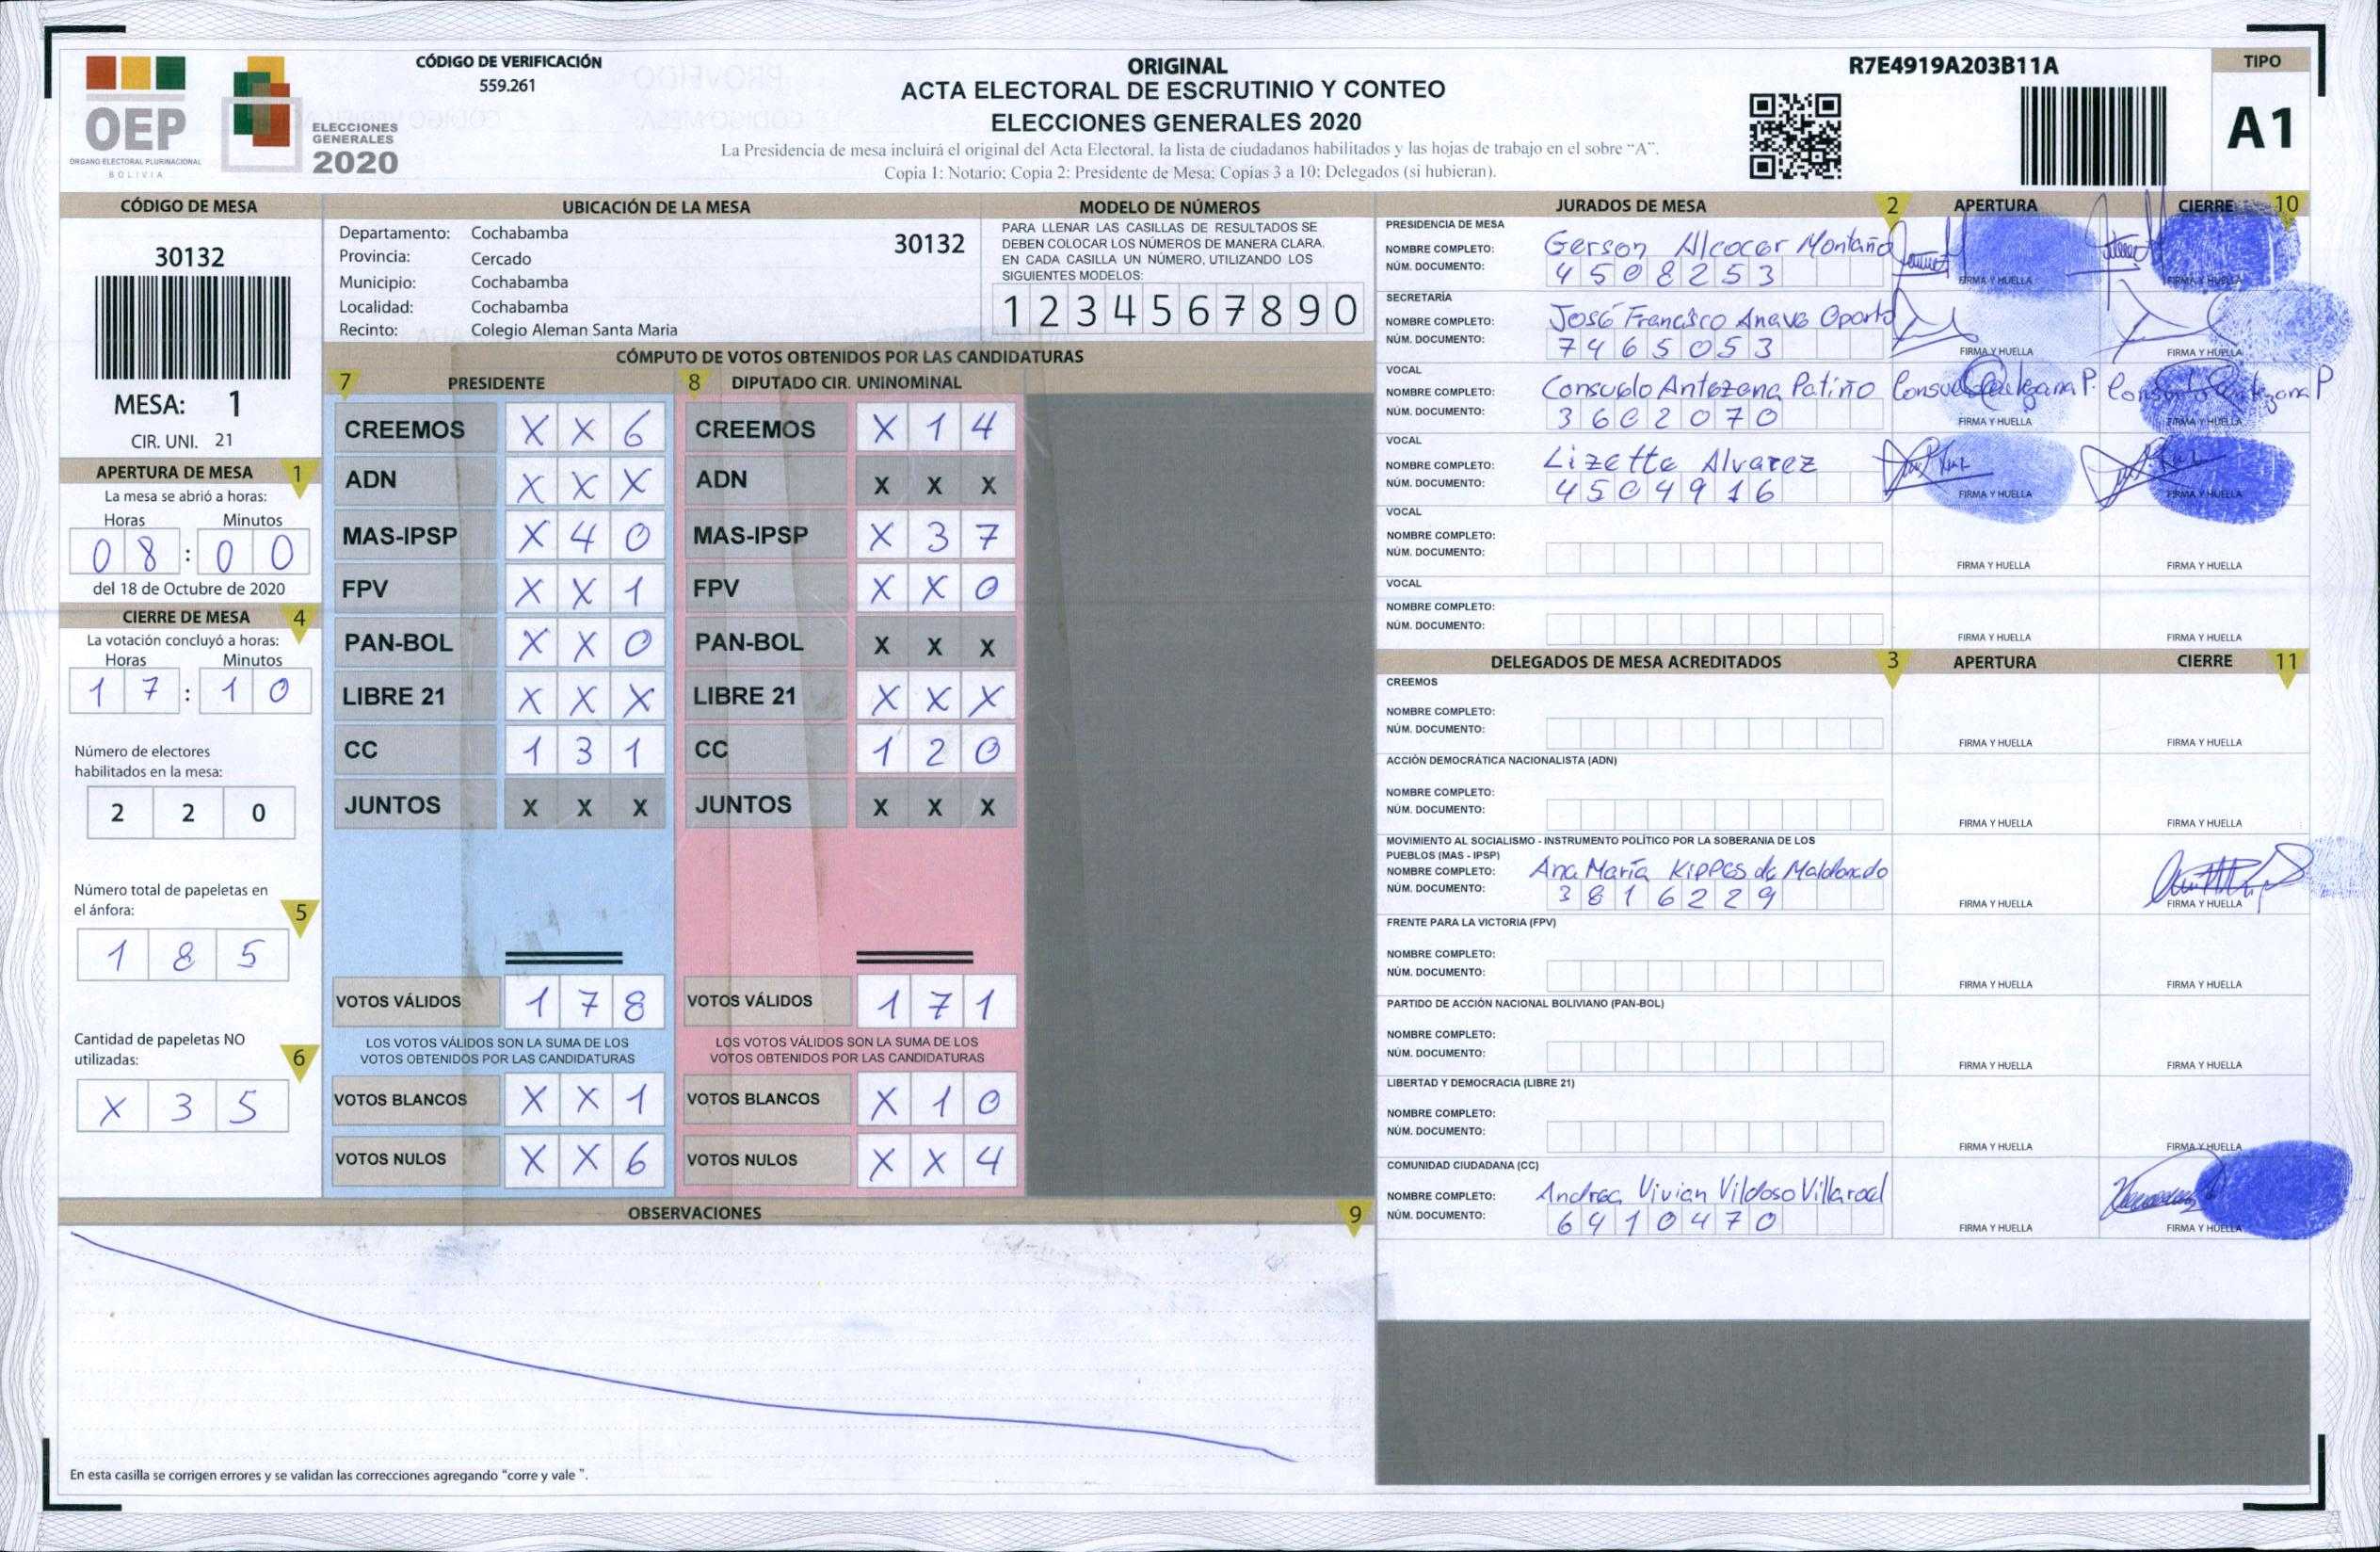 OEP
ORGANO ELECTORAL PLURINACIONAL
BOLIVIA
ELECCIONES
GENERALES
2020
CÓDIGO DE VERIFICACIÓN
559.261
ORIGINAL
ACTA ELECTORAL DE ESCRUTINIO Y CONTEO
ELECCIONES GENERALES 2020
La Presidencia de mesa incluirá el original del Acta Electoral, la lista de ciudadanos habilitados y las hojas de trabajo en el sobre “A”.
Copia 1: Notario; Copia 2: Presidente de Mesa; Copias 3 a 10: Delegados (si hubieran).
R7E4919A203B11A
TIPO
A1
CÓDIGO DE MESA
30132
MESA: 1
CIR. UNI. 21
APERTURA DE MESA 1
La mesa se abrió a horas:
Horas Minutos
08 : 00
del 18 de Octubre de 2020
CIERRE DE MESA 4
La votación concluyó a horas:
Horas Minutos
17 : 10
Número de electores
habilitados en la mesa:
2 2 0
Número total de papeletas en
el ánfora: 5
1 8 5
Cantidad de papeletas NO
utilizadas: 6
X 3 5
UBICACIÓN DE LA MESA
Departamento: Cochabamba 30132
Provincia: Cercado
Municipio: Cochabamba
Localidad: Cochabamba
Recinto: Colegio Aleman Santa Maria
MODELO DE NÚMEROS
PARA LLENAR LAS CASILLAS DE RESULTADOS SE
DEBEN COLOCAR LOS NÚMEROS DE MANERA CLARA.
EN CADA CASILLA UN NÚMERO, UTILIZANDO LOS
SIGUIENTES MODELOS:
1 2 3 4 5 6 7 8 9 0
CÓMPUTO DE VOTOS OBTENIDOS POR LAS CANDIDATURAS
7 PRESIDENTE 8 DIPUTADO CIR. UNINOMINAL
CREEMOS X X 6 CREEMOS X 1 4
ADN X X X ADN X X X
MAS-IPSP X 4 0 MAS-IPSP X 3 7
FPV X X 1 FPV X X 0
PAN-BOL X X 0 PAN-BOL X X X
LIBRE 21 X X X LIBRE 21 X X X
CC 1 3 1 CC 1 2 0
JUNTOS X X X JUNTOS X X X
VOTOS VÁLIDOS 1 7 8 VOTOS VÁLIDOS 1 7 1
LOS VOTOS VÁLIDOS SON LA SUMA DE LOS LOS VOTOS VÁLIDOS SON LA SUMA DE LOS
VOTOS OBTENIDOS POR LAS CANDIDATURAS VOTOS OBTENIDOS POR LAS CANDIDATURAS
VOTOS BLANCOS X X 1 VOTOS BLANCOS X 1 0
VOTOS NULOS X X 6 VOTOS NULOS X X 4
OBSERVACIONES 9
En esta casilla se corrigen errores y se validan las correcciones agregando "corre y vale ".
JURADOS DE MESA 2 APERTURA CIERRE 10
PRESIDENCIA DE MESA
NOMBRE COMPLETO: Gerson Alcocer Montaño
NÚM. DOCUMENTO: 4508253
FIRMA Y HUELLA FIRMA Y HUELLA
SECRETARÍA
NOMBRE COMPLETO: José Francisco Anave Oporto
NÚM. DOCUMENTO: 7465053
FIRMA Y HUELLA FIRMA Y HUELLA
VOCAL
NOMBRE COMPLETO: Consuelo Antezana Patiño
NÚM. DOCUMENTO: 3602070
FIRMA Y HUELLA FIRMA Y HUELLA
VOCAL
NOMBRE COMPLETO: Lizette Alvarez
NÚM. DOCUMENTO: 4504916
FIRMA Y HUELLA FIRMA Y HUELLA
VOCAL
NOMBRE COMPLETO:
NÚM. DOCUMENTO:
FIRMA Y HUELLA FIRMA Y HUELLA
VOCAL
NOMBRE COMPLETO:
NÚM. DOCUMENTO:
FIRMA Y HUELLA FIRMA Y HUELLA
DELEGADOS DE MESA ACREDITADOS 3 APERTURA CIERRE 11
CREEMOS
NOMBRE COMPLETO:
NÚM. DOCUMENTO:
FIRMA Y HUELLA FIRMA Y HUELLA
ACCIÓN DEMOCRÁTICA NACIONALISTA (ADN)
NOMBRE COMPLETO:
NÚM. DOCUMENTO:
FIRMA Y HUELLA FIRMA Y HUELLA
MOVIMIENTO AL SOCIALISMO - INSTRUMENTO POLÍTICO POR LA SOBERANIA DE LOS
PUEBLOS (MAS - IPSP)
NOMBRE COMPLETO: Ana María Kippes de Maldonado
NÚM. DOCUMENTO: 3816229
FIRMA Y HUELLA FIRMA Y HUELLA
FRENTE PARA LA VICTORIA (FPV)
NOMBRE COMPLETO:
NÚM. DOCUMENTO:
FIRMA Y HUELLA FIRMA Y HUELLA
PARTIDO DE ACCIÓN NACIONAL BOLIVIANO (PAN-BOL)
NOMBRE COMPLETO:
NÚM. DOCUMENTO:
FIRMA Y HUELLA FIRMA Y HUELLA
LIBERTAD Y DEMOCRACIA (LIBRE 21)
NOMBRE COMPLETO:
NÚM. DOCUMENTO:
FIRMA Y HUELLA FIRMA Y HUELLA
COMUNIDAD CIUDADANA (CC)
NOMBRE COMPLETO: Andrea Vivian Vildoso Villaroel
NÚM. DOCUMENTO: 6410470
FIRMA Y HUELLA FIRMA Y HUELLA